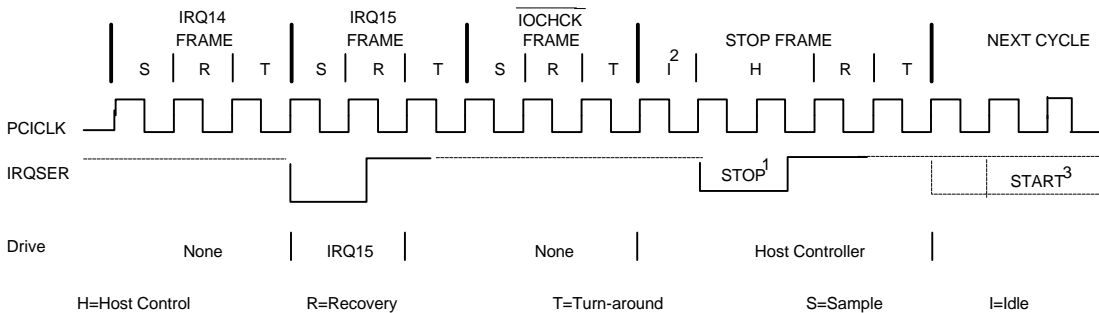 IRQ14 IRQ15 IOCHCK
FRAME FRAME FRAME STOP FRAME NEXT CYCLE
S R T S R T S R T I2 H R T
PCICLK
IRQSER STOP1 START3
Drive None IRQ15 None Host Controller
H=Host Control R=Recovery T=Turn-around S=Sample I=Idle